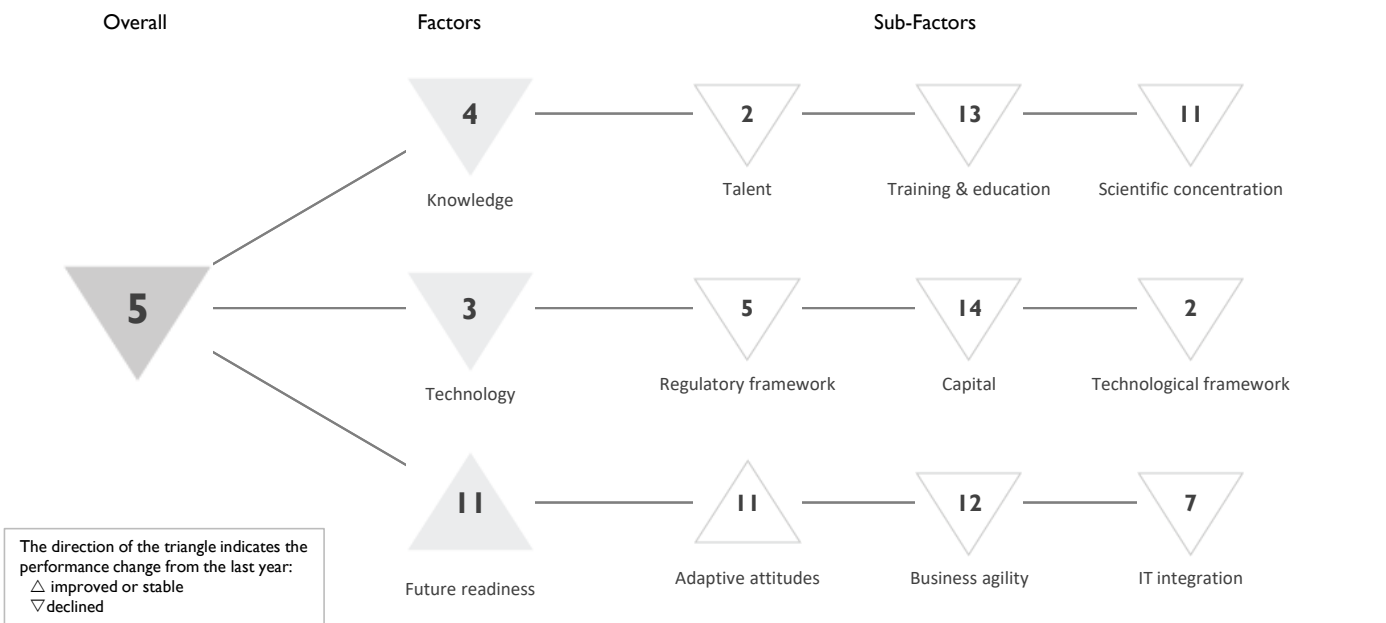 Overall
Factors
Sub-Factors
4
2
13
11
Knowledge
Talent
Training & education
Scientific concentration
5
3
5
14
2
Technology
Regulatory framework
Capital
Technological framework
11
11
12
7
Future readiness
Adaptive attitudes
Business agility
IT integration
The direction of the triangle indicates the
performance change from the last year:
△ improved or stable
▽declined